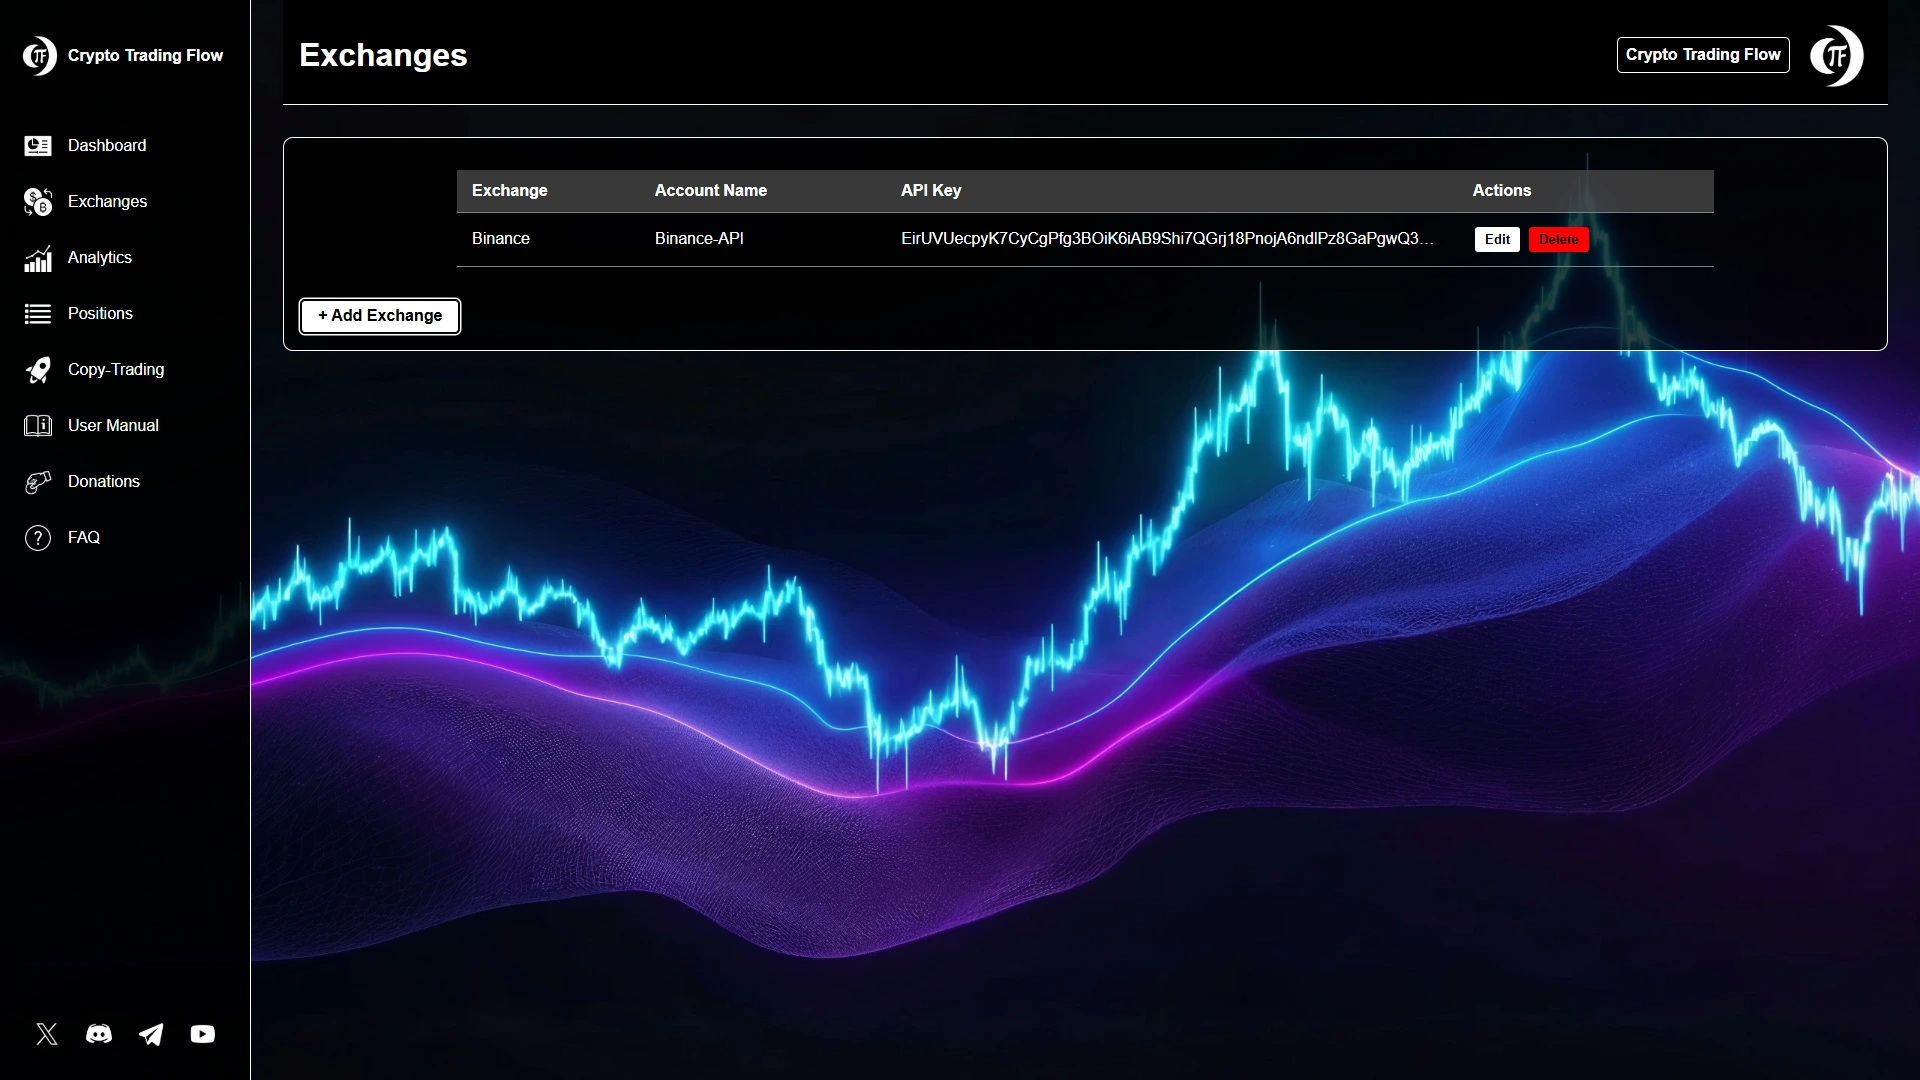 Crypto Trading Flow
Exchanges
Crypto Trading Flow
Dashboard
Exchanges
Analytics
Positions
Copy-Trading
User Manual
Donations
FAQ
Exchange Account Name API Key Actions
Binance Binance-API EirUVUecpyK7CyCgPfg3BOiK6iAB9Shi7QGrj18PnojA6ndlPz8GaPgwQ3... Edit Delete
+ Add Exchange